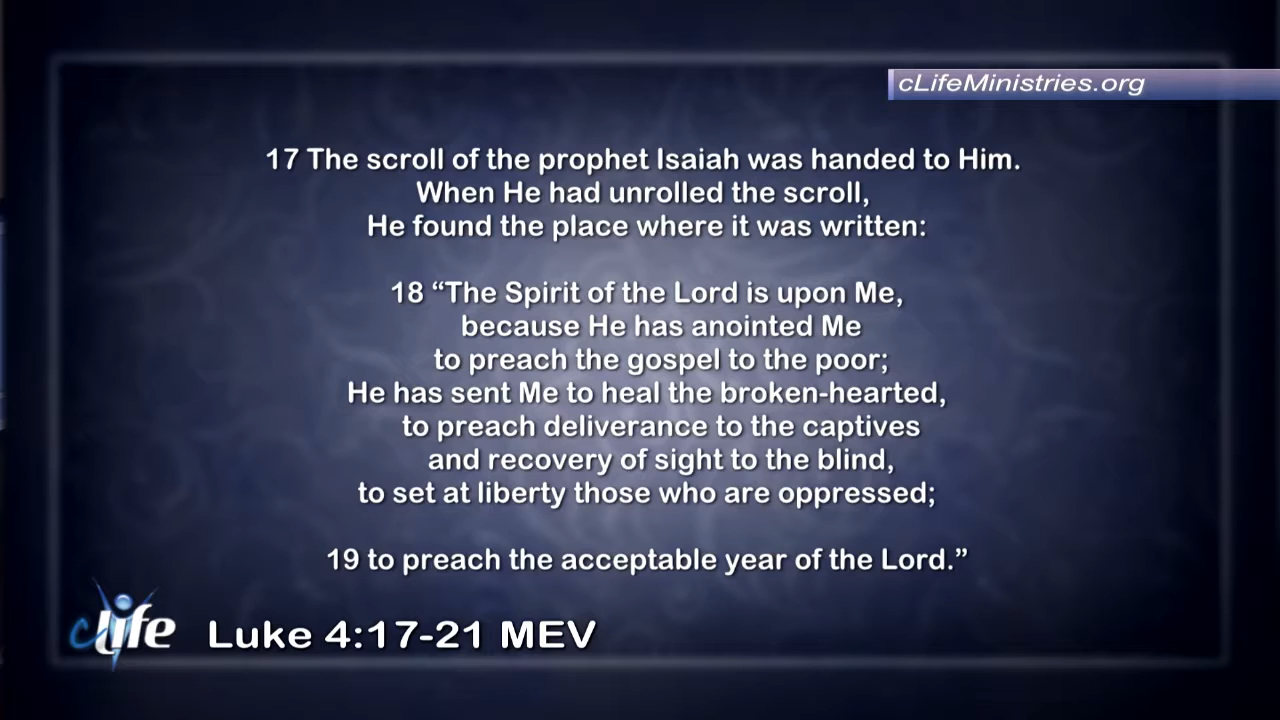 cLifeMinistries.org
17 The scroll of the prophet Isaiah was handed to Him.
When He had unrolled the scroll,
He found the place where it was written:
18 “The Spirit of the Lord is upon Me,
because He has anointed Me
to preach the gospel to the poor;
He has sent Me to heal the broken-hearted,
to preach deliverance to the captives
and recovery of sight to the blind,
to set at liberty those who are oppressed;
19 to preach the acceptable year of the Lord.”
cLife
Luke 4:17-21 MEV